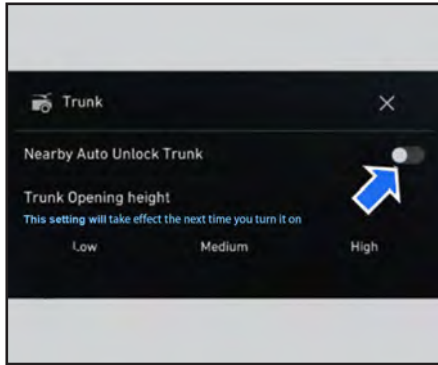 Trunk
Nearby Auto Unlock Trunk
Trunk Opening height
This setting will take effect the next time you turn it on
Low Medium High